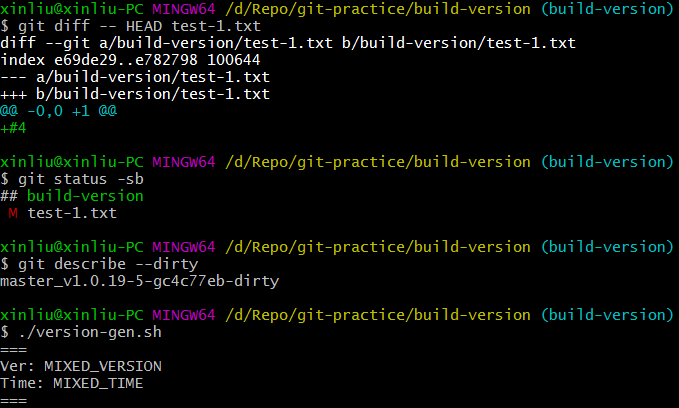 xinliu@xinliu-PC MINGW64 /d/Repo/git-practice/build-version (build-version)
$ git diff -- HEAD test-1.txt
diff --git a/build-version/test-1.txt b/build-version/test-1.txt
index e69de29..e782798 100644
--- a/build-version/test-1.txt
+++ b/build-version/test-1.txt
@@ -0,0 +1 @@
+#4
xinliu@xinliu-PC MINGW64 /d/Repo/git-practice/build-version (build-version)
$ git status -sb
## build-version
 M test-1.txt
xinliu@xinliu-PC MINGW64 /d/Repo/git-practice/build-version (build-version)
$ git describe --dirty
master_v1.0.19-5-gc4c77eb-dirty
xinliu@xinliu-PC MINGW64 /d/Repo/git-practice/build-version (build-version)
$ ./version-gen.sh
===
Ver: MIXED_VERSION
Time: MIXED_TIME
===